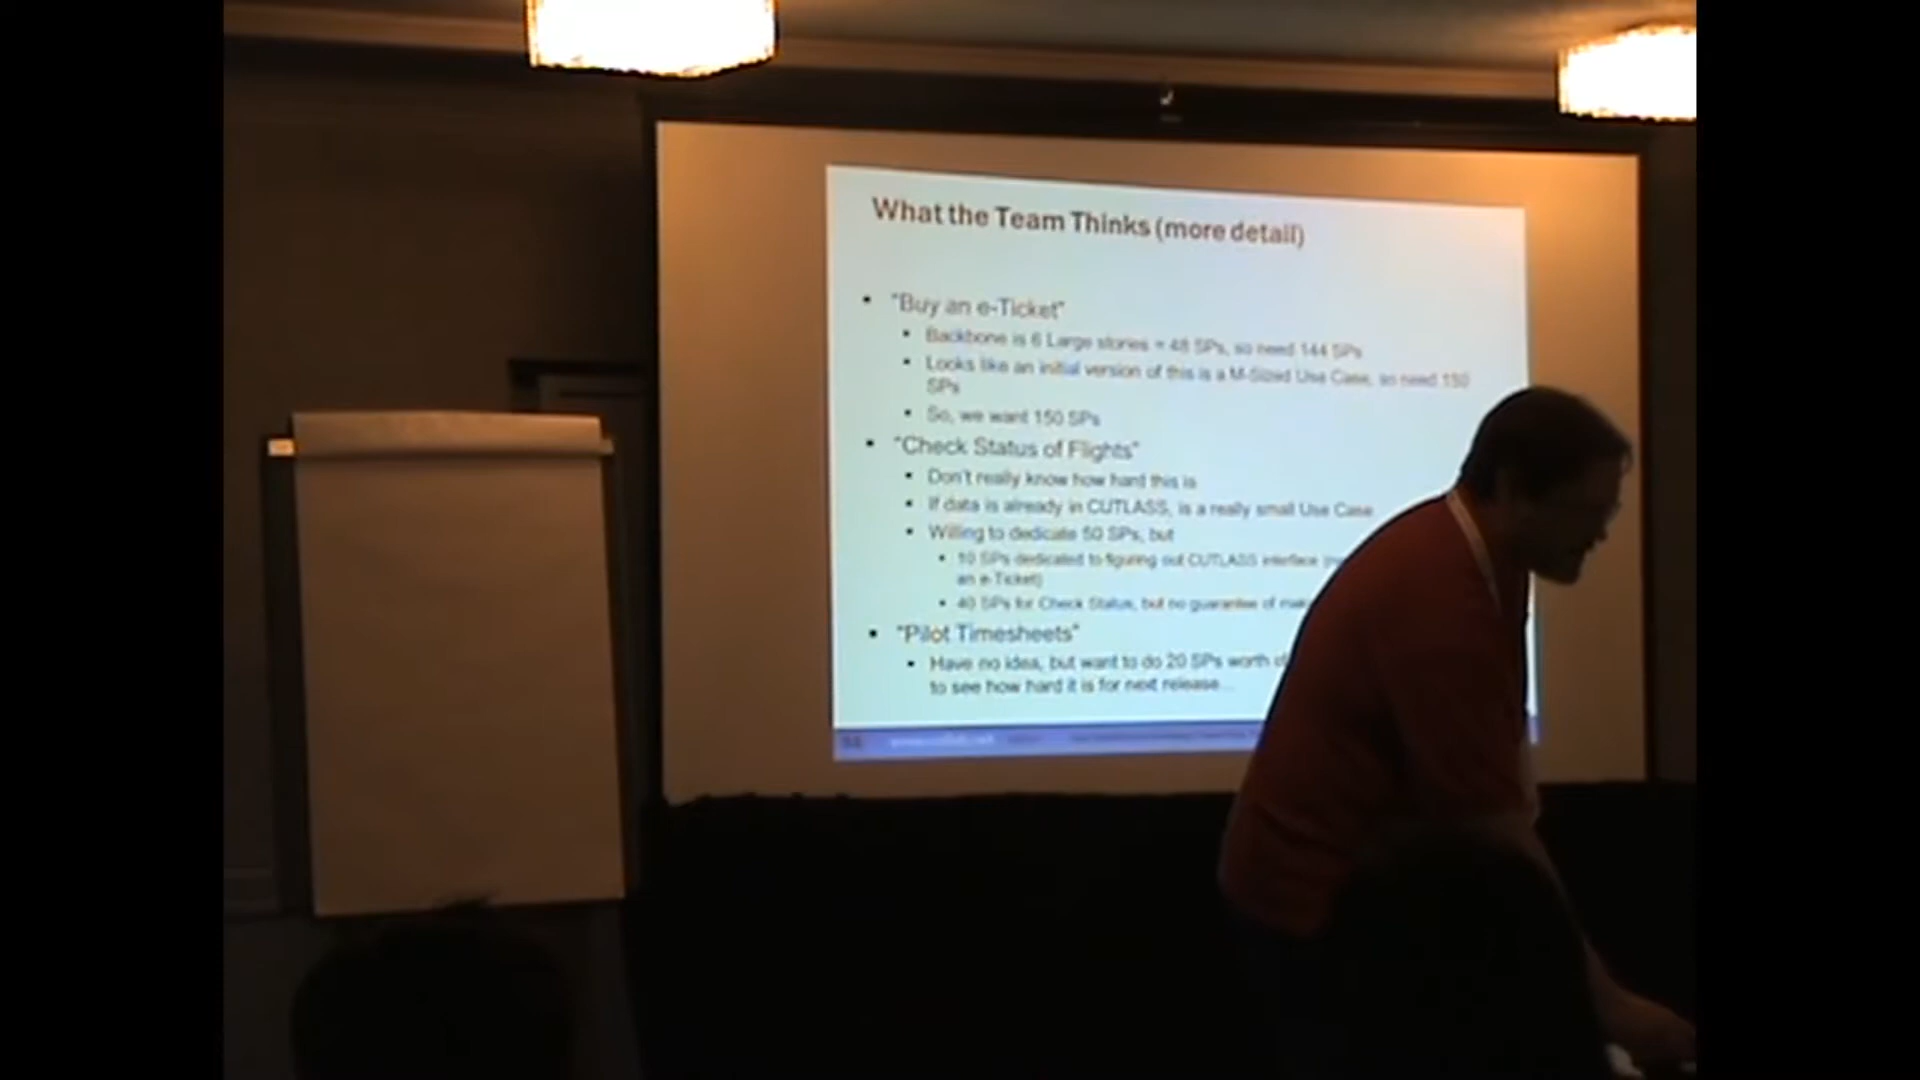 What the Team Thinks (more detail)
"Buy an e-Ticket"
Backbone is 6 Large stories = 48 SPs, so need 144 SPs
Looks like an initial version of this is a M-Sized Use Case, so need 150
SPs
So, we want 150 SPs
"Check Status of Flights"
Don't really know how hard this is
If data is already in CUTLASS, is a really small Use Case
Willing to dedicate 50 SPs, but
10 SPs dedicated to figuring out CUTLASS interface
an e-Ticket)
40 SPs for Check Status, but no guarantee of
"Pilot Timesheets"
Have no idea, but want to do 20 SPs worth
to see how hard it is for next release...